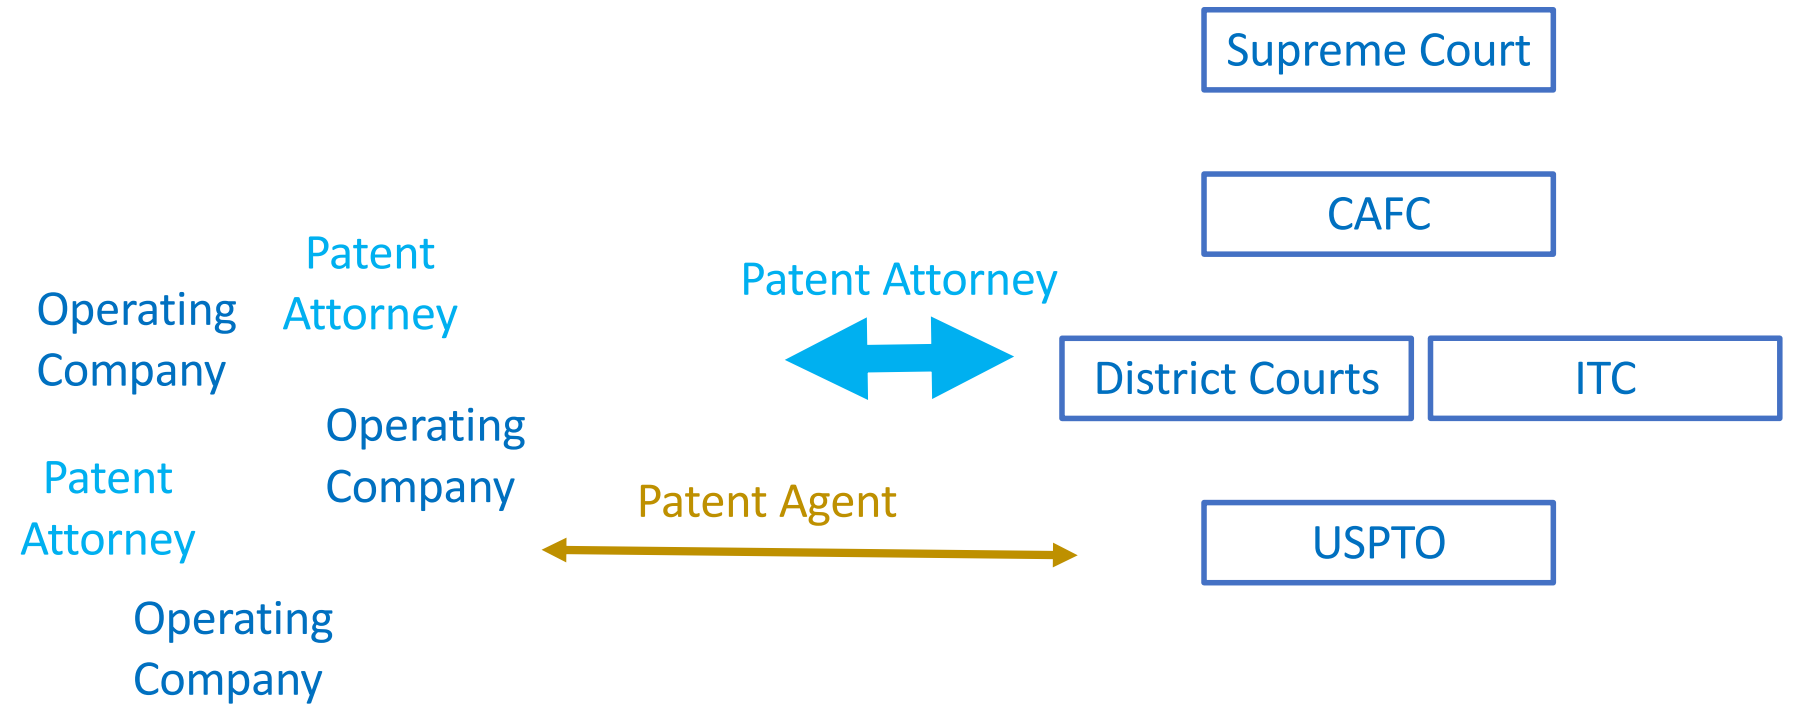 Supreme Court
CAFC
Patent
Attorney
Operating
Company
Patent Attorney
District Courts
ITC
Operating
Company
Patent
Attorney
Patent Agent
USPTO
Operating
Company